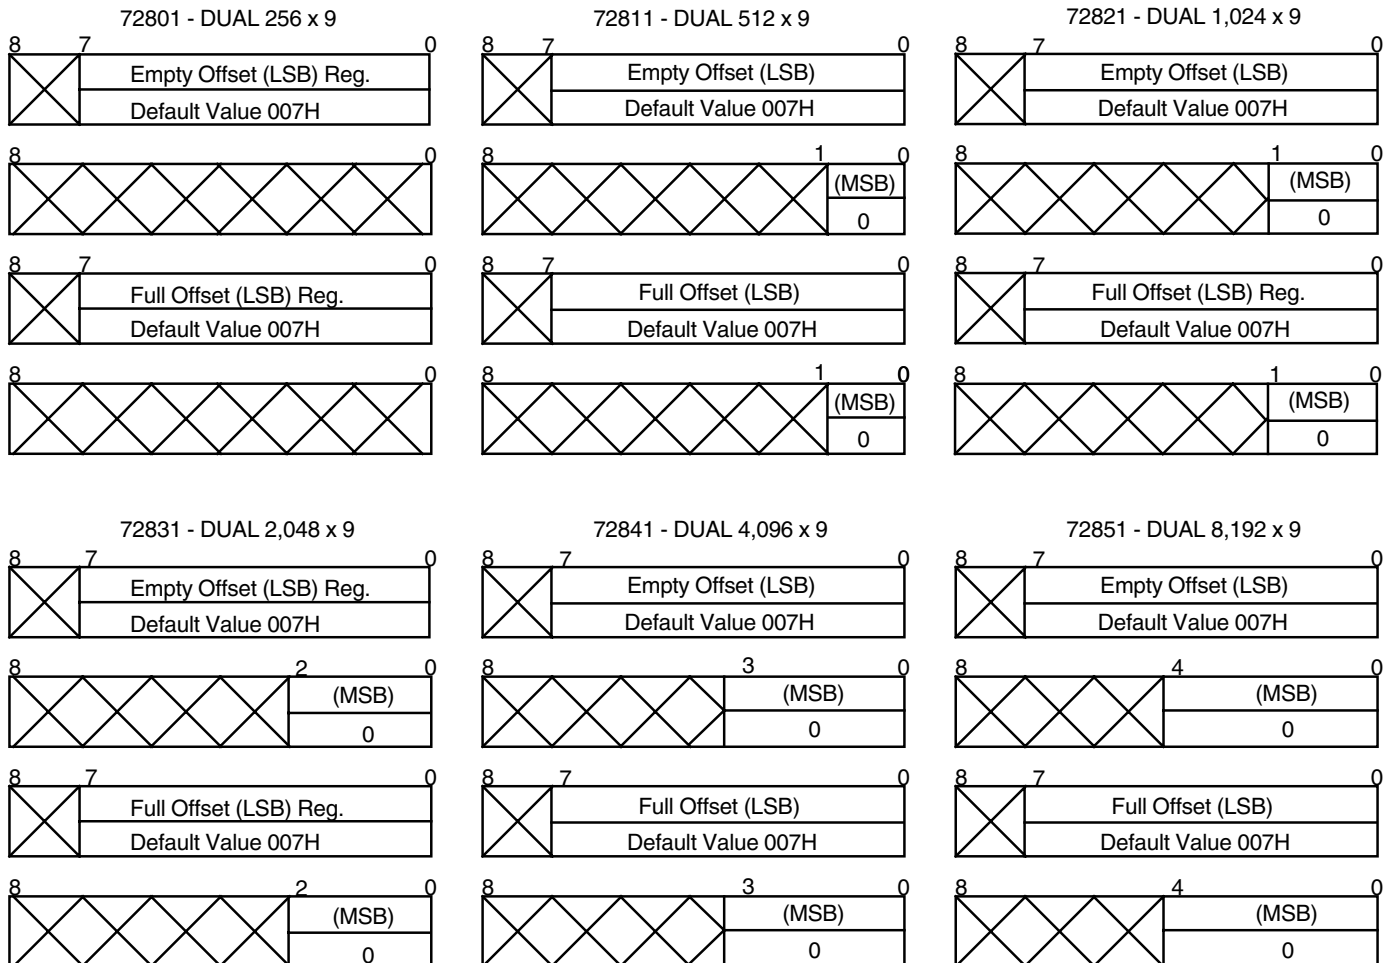 72801 - DUAL 256 x 9
8 7 0
Empty Offset (LSB) Reg.
Default Value 007H
8 0
8 7 0
Full Offset (LSB) Reg.
Default Value 007H
8 0
72811 - DUAL 512 x 9
8 7 0
Empty Offset (LSB)
Default Value 007H
8 1 0
(MSB)
0
8 7 0
Full Offset (LSB)
Default Value 007H
8 1 0
(MSB)
0
72821 - DUAL 1,024 x 9
8 7 0
Empty Offset (LSB)
Default Value 007H
8 1 0
(MSB)
0
8 7 0
Full Offset (LSB) Reg.
Default Value 007H
8 1 0
(MSB)
0
72831 - DUAL 2,048 x 9
8 7 0
Empty Offset (LSB) Reg.
Default Value 007H
8 2 0
(MSB)
0
8 7 0
Full Offset (LSB) Reg.
Default Value 007H
8 2 0
(MSB)
0
72841 - DUAL 4,096 x 9
8 7 0
Empty Offset (LSB)
Default Value 007H
8 3 0
(MSB)
0
8 7 0
Full Offset (LSB)
Default Value 007H
8 3 0
(MSB)
0
72851 - DUAL 8,192 x 9
8 7 0
Empty Offset (LSB)
Default Value 007H
8 4 0
(MSB)
0
8 7 0
Full Offset (LSB)
Default Value 007H
8 4 0
(MSB)
0